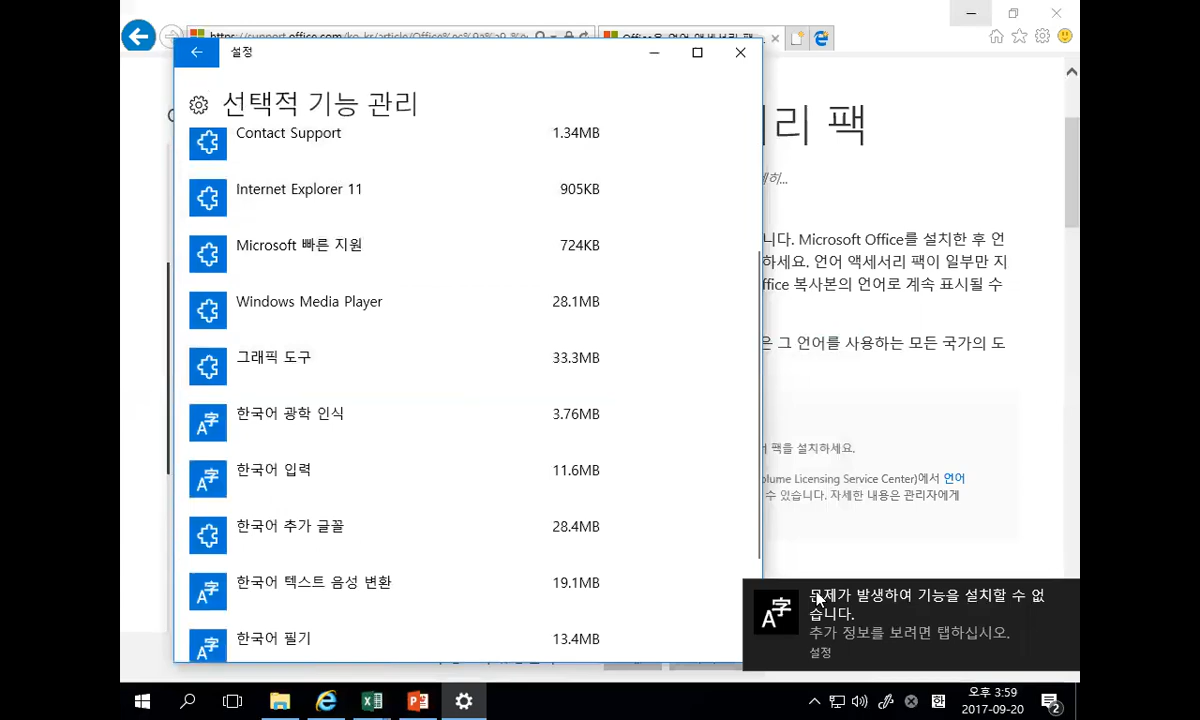 설정
선택적 기능 관리
리 팩
Contact Support 1.34MB
Internet Explorer 11 905KB
Microsoft 빠른 지원 724KB
니다. Microsoft Office를 설치한 후 언
하세요. 언어 액세서리 팩이 일부만 지
ffice 복사본의 언어로 계속 표시될 수
Windows Media Player 28.1MB
은 그 언어를 사용하는 모든 국가의 도
그래픽 도구 33.3MB
한국어 광학 인식 3.76MB
어 팩을 설치하세요.
한국어 입력 11.6MB
olume Licensing Service Center)에서 언어
수 있습니다. 자세한 내용은 관리자에게
한국어 추가 글꼴 28.4MB
한국어 텍스트 음성 변환 19.1MB
한국어 필기 13.4MB
문제가 발생하여 기능을 설치할 수 없
습니다.
추가 정보를 보려면 탭하십시오.
설정
오후 3:59
2017-09-20